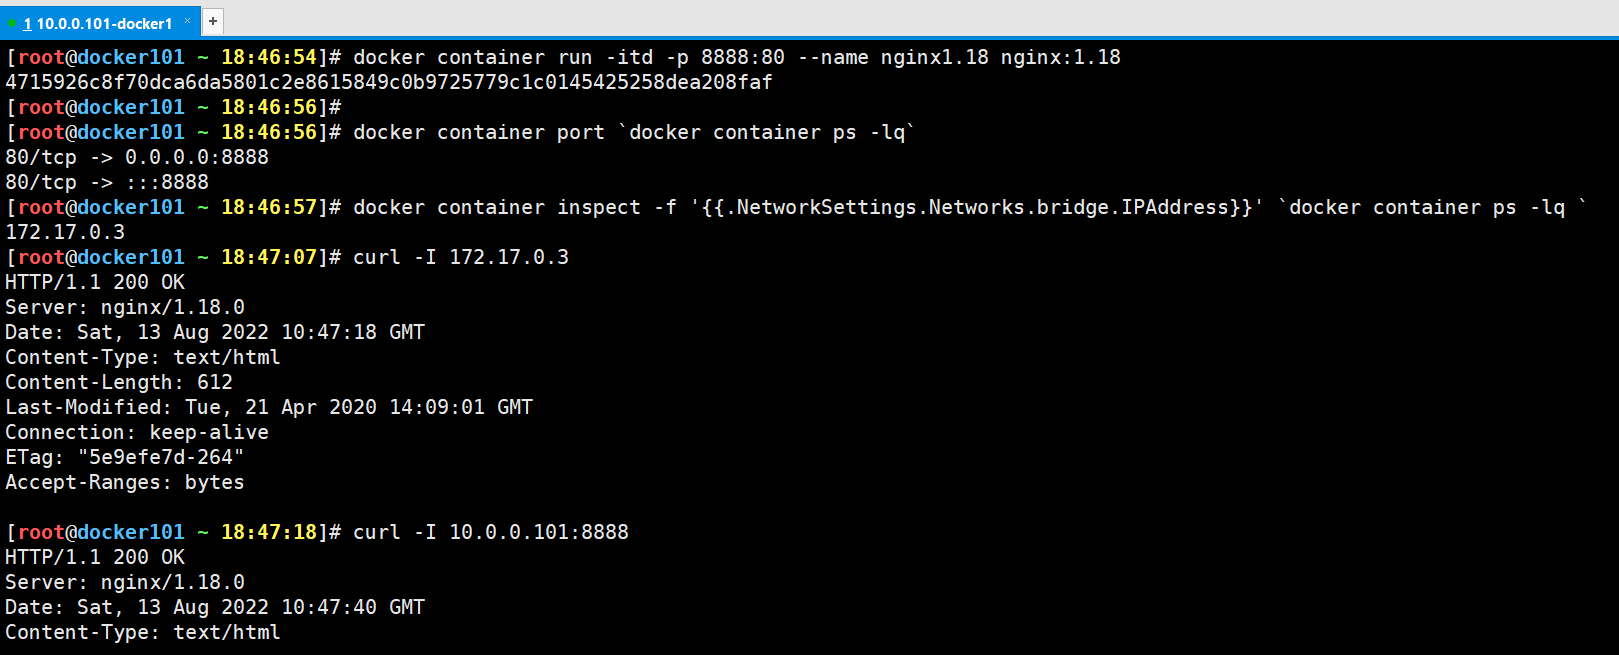 1 10.0.0.101-docker1 × +
[root@docker101 ~ 18:46:54]# docker container run -itd -p 8888:80 --name nginx1.18 nginx:1.18
4715926c8f70dca6da5801c2e8615849c0b9725779c1c0145425258dea208faf
[root@docker101 ~ 18:46:56]#
[root@docker101 ~ 18:46:56]# docker container port `docker container ps -lq`
80/tcp -> 0.0.0.0:8888
80/tcp -> :::8888
[root@docker101 ~ 18:46:57]# docker container inspect -f '{{.NetworkSettings.Networks.bridge.IPAddress}}' `docker container ps -lq `
172.17.0.3
[root@docker101 ~ 18:47:07]# curl -I 172.17.0.3
HTTP/1.1 200 OK
Server: nginx/1.18.0
Date: Sat, 13 Aug 2022 10:47:18 GMT
Content-Type: text/html
Content-Length: 612
Last-Modified: Tue, 21 Apr 2020 14:09:01 GMT
Connection: keep-alive
ETag: "5e9efe7d-264"
Accept-Ranges: bytes
[root@docker101 ~ 18:47:18]# curl -I 10.0.0.101:8888
HTTP/1.1 200 OK
Server: nginx/1.18.0
Date: Sat, 13 Aug 2022 10:47:40 GMT
Content-Type: text/html